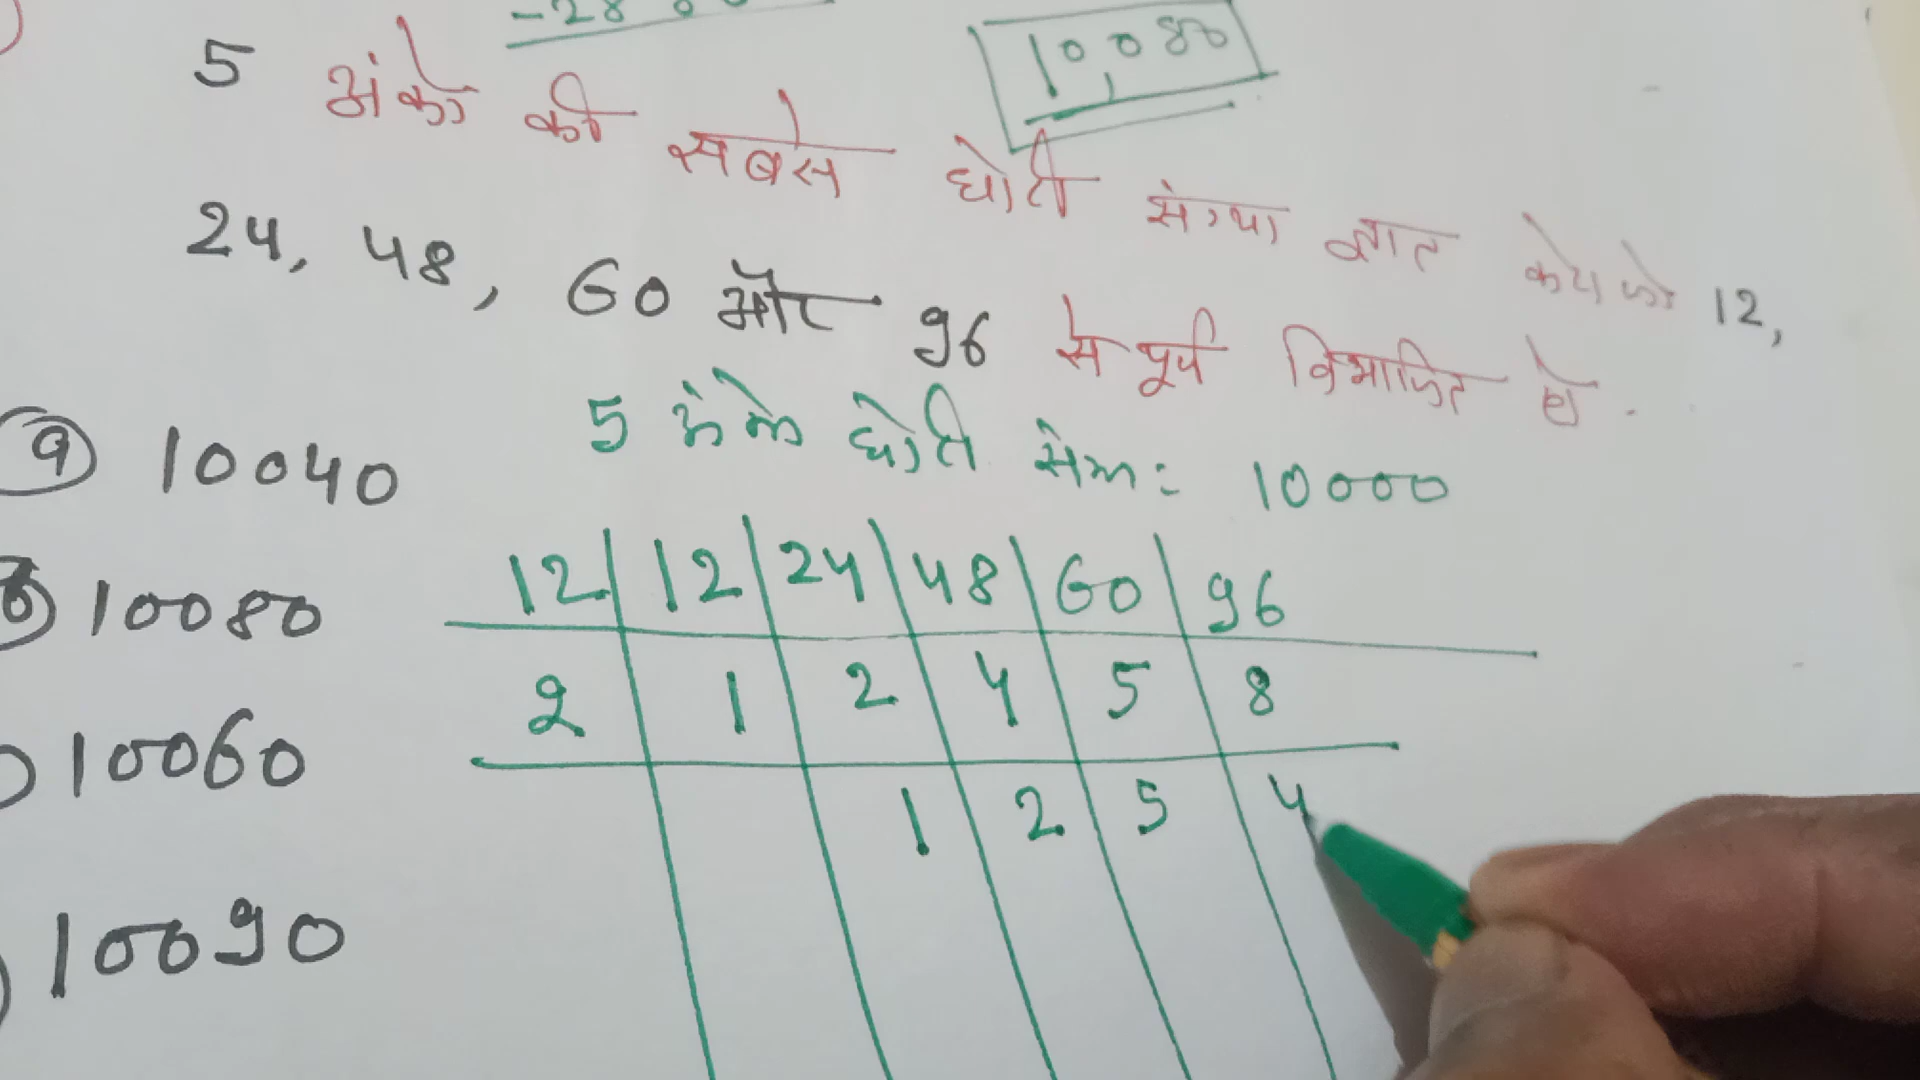 -28
10,080
5 अंको की सबसे छोटी संख्या ज्ञात करो जो 12,
24, 48, 60 और 96 से पूर्ण विभाजित हो.
5 अंके छोटी संख्या = 10000
a 10040
b 10080
10060
10090
12 12 24 48 60 96
2 1 2 4 5 8
1 2 5 4